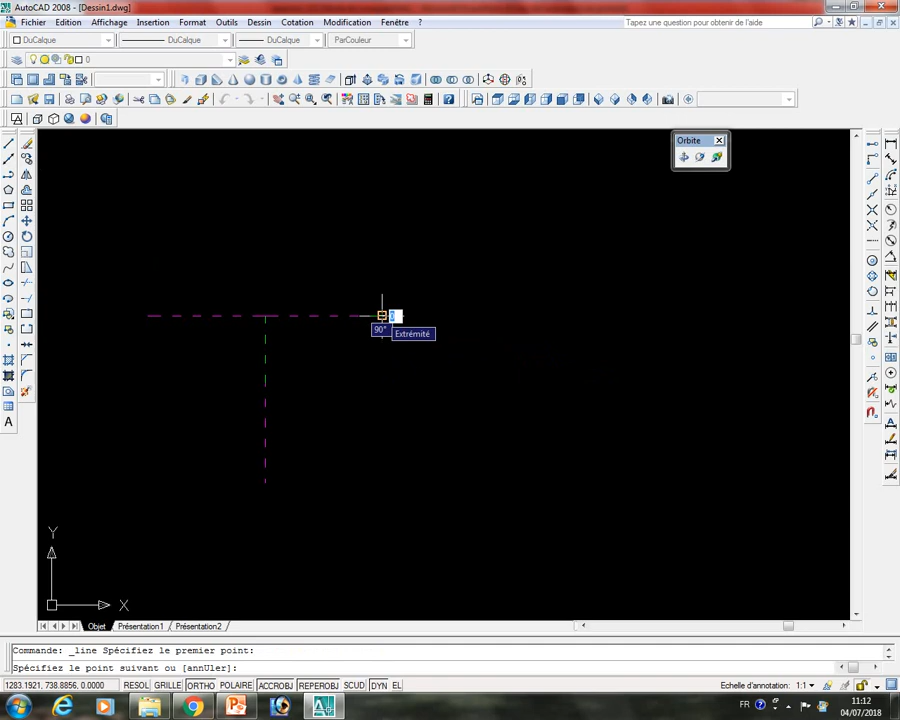 AutoCAD 2008 - [Dessin1.dwg]
Fichier Edition Affichage Insertion Format Outils Dessin Cotation Modification Fenêtre ? Tapez une question pour obtenir de l'aide
DuCalque DuCalque DuCalque ParCouleur
0
Orbite
0
90° Extrémité
Y
X
Objet Présentation1 Présentation2
Commande: _line Spécifiez le premier point:
Spécifiez le point suivant ou [annUler]:
1283.1921, 738.8856, 0.0000 RESOL GRILLE ORTHO POLAIRE ACCROBJ REPEROBJ SCUD DYN EL Echelle d'annotation: 1:1
FR 11:12
04/07/2018